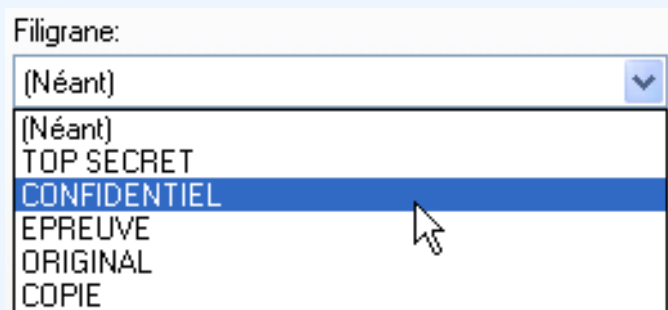 Filigrane:
(Néant)
(Néant)
TOP SECRET
CONFIDENTIEL
EPREUVE
ORIGINAL
COPIE